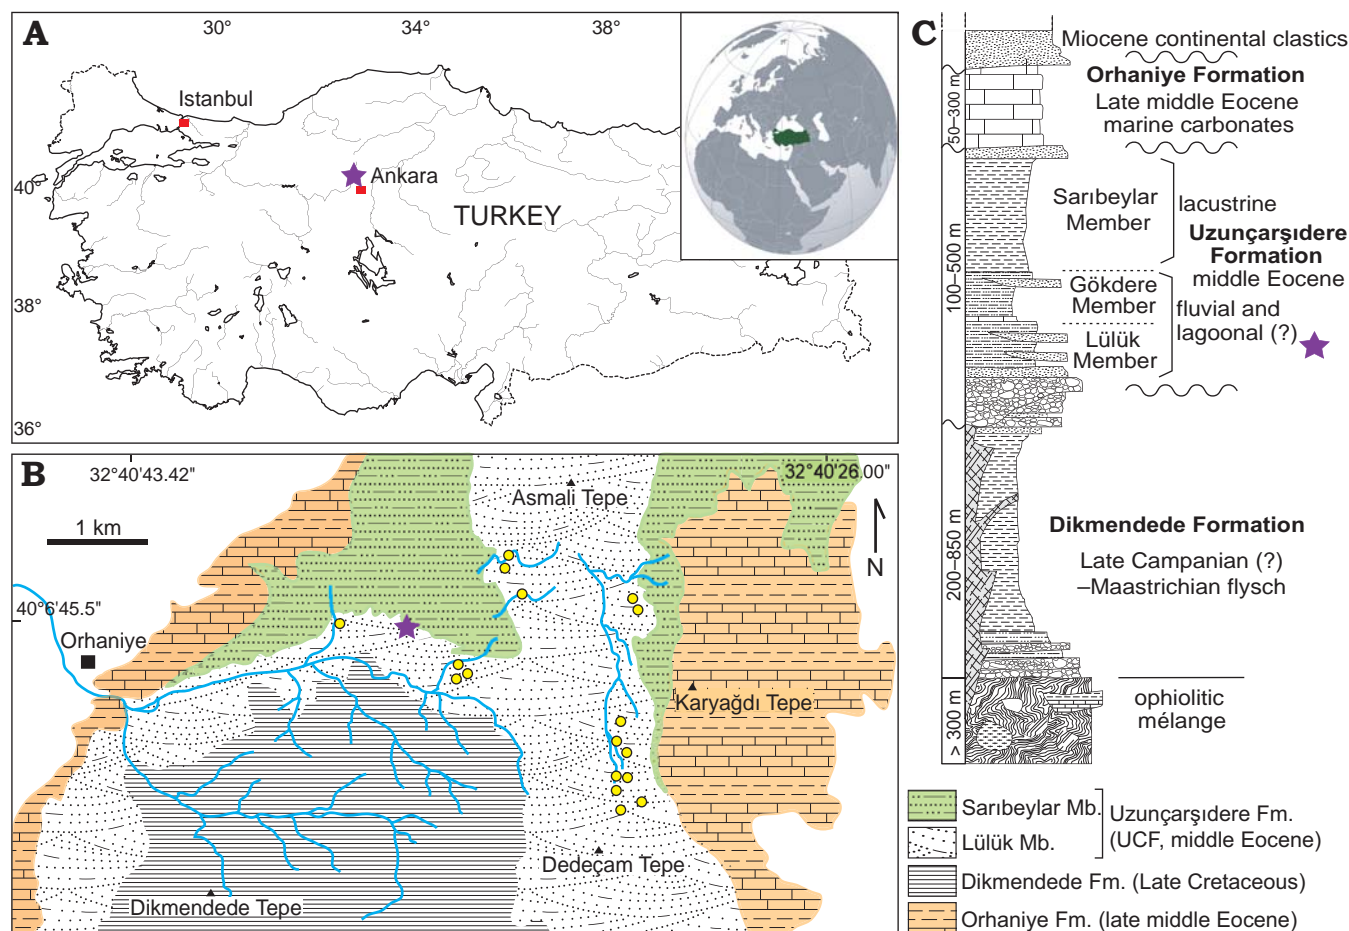 A
30°
34°
38°
Istanbul
40°
Ankara
TURKEY
38°
36°
B
32°40'43.42"
32°40'26.00"
Asmali Tepe
1 km
N
40°6'45.5"
Orhaniye
Karyağdı Tepe
Dedeçam Tepe
Dikmendede Tepe
C
Miocene continental clastics
Orhaniye Formation
Late middle Eocene
marine carbonates
50–300 m
Sarıbeylar
Member
lacustrine
Uzunçarşıdere
Formation
middle Eocene
100–500 m
Gökdere
Member
fluvial and
lagoonal (?)
Lülük
Member
Dikmendede Formation
Late Campanian (?)
–Maastrichian flysch
200–850 m
ophiolitic
mélange
> 300 m
Sarıbeylar Mb.
Uzunçarşıdere Fm.
Lülük Mb.
(UCF, middle Eocene)
Dikmendede Fm. (Late Cretaceous)
Orhaniye Fm. (late middle Eocene)